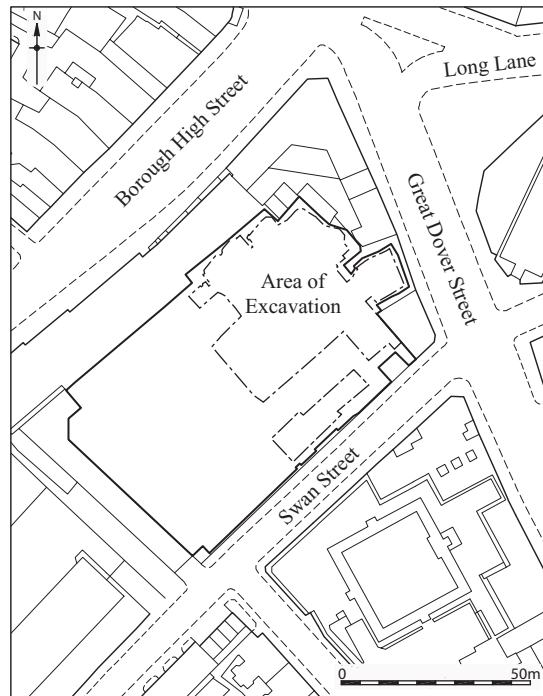 N
Long Lane
Borough High Street
Great Dover Street
Area of
Excavation
Swan Street
0
50m